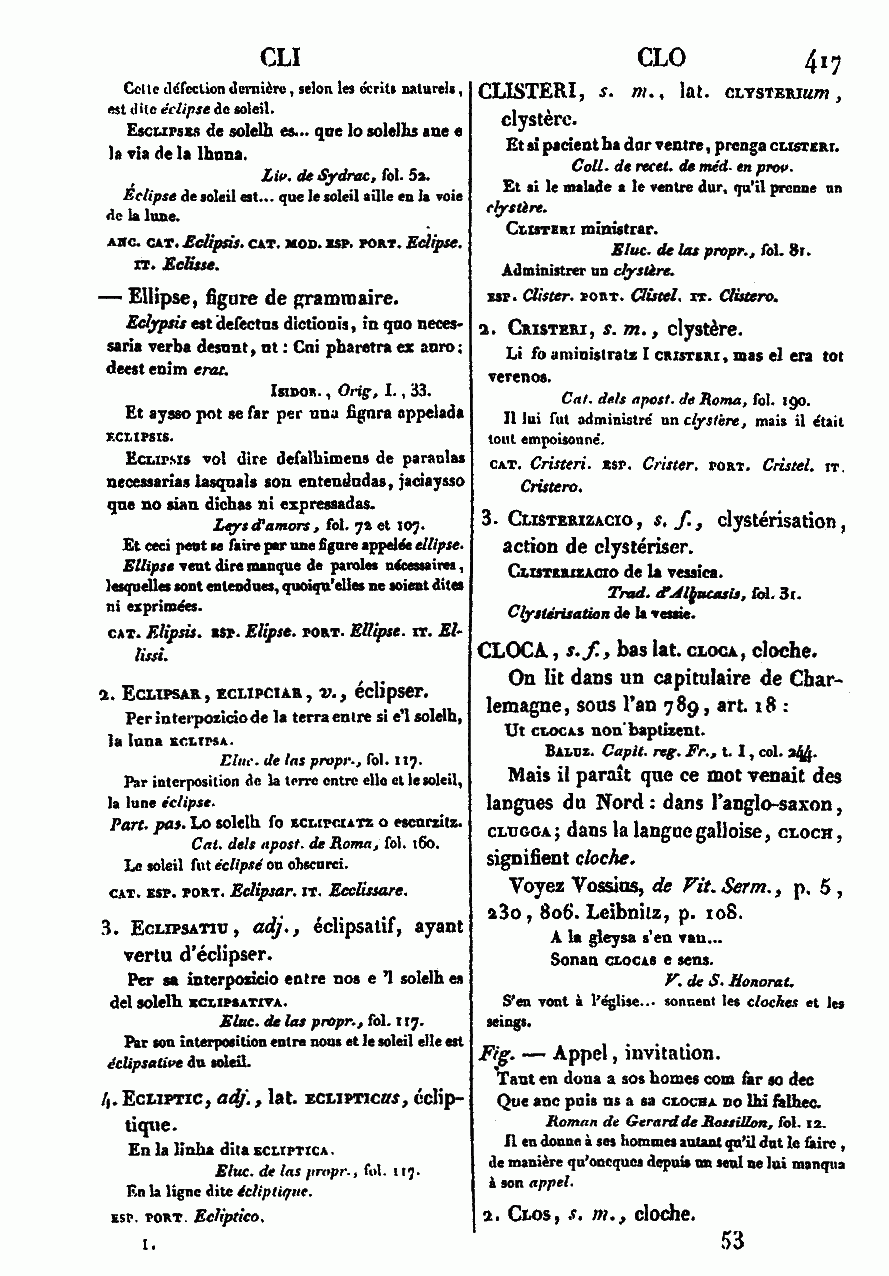 CLI
CLO
417
Cette défection dernière, selon les écrits naturels,
est dite éclipse de soleil.
ESCLIPSES de solelh es... que lo solelhs ane e
la via de la lhuna.
Liv. de Sydrac, fol. 52.
Éclipse de soleil est... que le soleil aille en la voie
de la lune.
ANC. CAT. Eclipsis. CAT. MOD. ESP. PORT. Eclipse.
IT. Eclisse.
— Ellipse, figure de grammaire.
Eclypsis est defectus dictionis, in quo neces-
saria verba desunt, ut : Cui pharetra ex auro;
deest enim erat.
ISIDOR., Orig, I., 33.
Et aysso pot se far per una figura appelada
ECLIPSIS.
ECLIPSIS vol dire defalhimens de paraulas
necessarias lasquals son entendudas, jaciaysso
que no sian dichas ni expressadas.
Leys d'amors, fol. 72 et 107.
Et ceci peut se faire par une figure appelée ellipse.
Ellipse veut dire manque de paroles nécessaires,
lesquelles sont entendues, quoiqu'elles ne soient dites
ni exprimées.
CAT. Elipsis. ESP. Elipse. PORT. Ellipse. IT. El-
lissi.
2. ECLIPSAR, ECLIPCIAR, v., éclipser.
Per interpozicio de la terra entre si e'l solelh,
la luna ECLIPSA.
Eluc. de las propr., fol. 117.
Par interposition de la terre entre elle et le soleil,
la lune éclipse.
Part. pas. Lo solelh fo ECLIPCIATZ o escurzitz.
Cat. dels apost. de Roma, fol. 160.
Le soleil fut éclipsé ou obscurci.
CAT. ESP. PORT. Eclipsar. IT. Ecclissare.
3. ECLIPSATIU, adj., éclipsatif, ayant
vertu d'éclipser.
Per sa interpozicio entre nos e 'l solelh es
del solelh ECLIPSATIVA.
Eluc. de las propr., fol. 117.
Par son interposition entre nous et le soleil elle est
éclipsative du soleil.
4. ECLIPTIC, adj., lat. ECLIPTICus, éclip-
tique.
En la linha dita ECLIPTICA.
Eluc. de las propr., fol. 117.
En la ligne dite écliptique.
ESP. PORT. Ecliptico.
I.
CLISTERI, s. m., lat. CLYSTERIum,
clystère.
Et si pacient ha dur ventre, prenga CLISTERI.
Coll. de recet. de méd. en prov.
Et si le malade a le ventre dur, qu'il prenne un
clystère.
CLISTERI ministrar.
Eluc. de las propr., fol. 81.
Administrer un clystère.
ESP. Clister. PORT. Clistel. IT. Clistero.
2. CRISTERI, s. m., clystère.
Li fo aministratz I CRISTERI, mas el era tot
verenos.
Cat. dels apost. de Roma, fol. 190.
Il lui fut administré un clystère, mais il était
tout empoisonné.
CAT. Cristeri. ESP. Crister. PORT. Cristel. IT.
Cristero.
3. CLISTERIZACIO, s. f., clystérisation,
action de clystériser.
CLISTERIZACIO de la vessica.
Trad. d'Albucasis, fol. 31.
Clystérisation de la vessie.
CLOCA, s. f., bas lat. CLOCA, cloche.
On lit dans un capitulaire de Char-
lemagne, sous l'an 789, art. 18 :
Ut CLOCAS non baptizent.
BALUZ. Capit. reg. Fr., t. I, col. 244.
Mais il paraît que ce mot venait des
langues du Nord : dans l'anglo-saxon,
CLUGGA; dans la langue galloise, CLOCH,
signifient cloche.
Voyez Vossius, de Vit. Serm., p. 5,
230, 806. Leibnitz, p. 108.
A la gleysa s'en van...
Sonan CLOCAS e sens.
V. de S. Honorat.
S'en vont à l'église... sonnent les cloches et les
seings.
Fig. — Appel, invitation.
Tant en dona a sos homes com far so dec
Que anc puis us a sa CLOCHA no lhi falhec.
Roman de Gerard de Rossillon, fol. 12.
Il en donne à ses hommes autant qu'il dut le faire,
de manière qu'oncques depuis un seul ne lui manqua
à son appel.
2. CLOS, s. m., cloche.
53